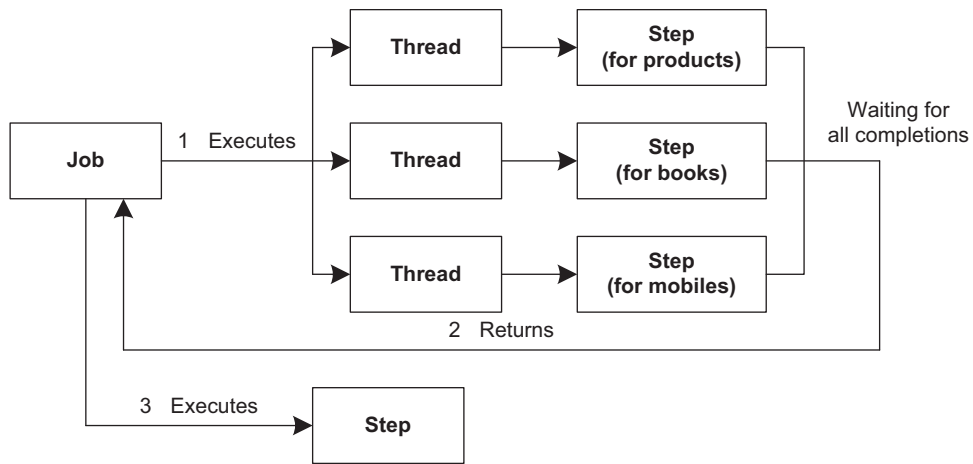 Thread
Step
(for products)
Waiting for
all completions
Job
1 Executes
Thread
Step
(for books)
Thread
Step
(for mobiles)
2 Returns
3 Executes
Step